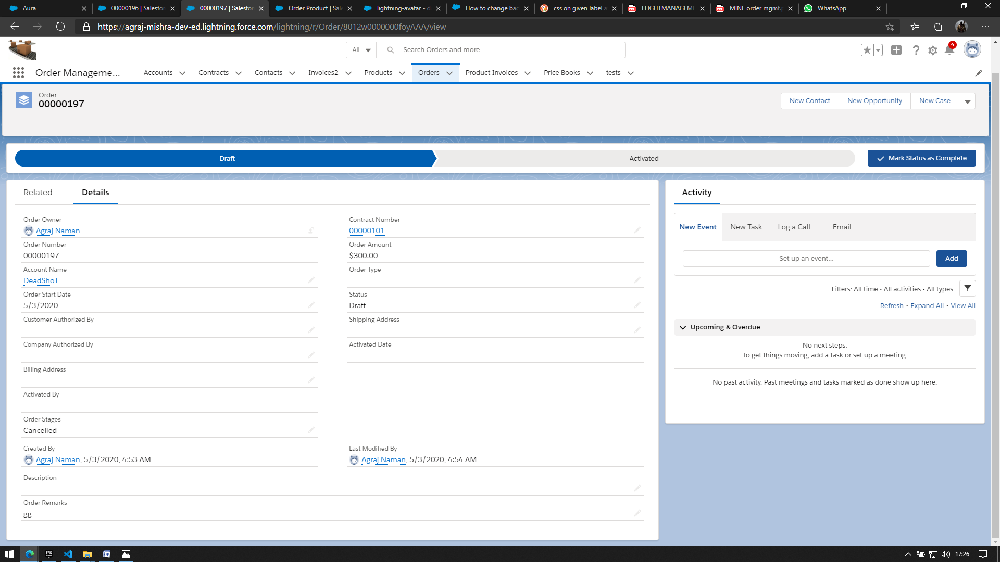 Aura
00000196 | Salesfor
00000197 | Salesfor
Order Product | Sal
lightning-avatar - d
How to change bac
css on given label a
FLIGHTMANAGEME
MINE order mgmt.p
WhatsApp
https://agraj-mishra-dev-ed.lightning.force.com/lightning/r/Order/8012w0000000foyAAA/view
All
Search Orders and more...
4
Order Manageme...
Accounts
Contracts
Contacts
Invoices2
Products
Orders
Product Invoices
Price Books
tests
Order
00000197
New Contact
New Opportunity
New Case
Draft
Activated
Mark Status as Complete
Related
Details
Order Owner
Agraj Naman
Contract Number
00000101
Order Number
00000197
Order Amount
$300.00
Account Name
DeadShoT
Order Type
Order Start Date
5/3/2020
Status
Draft
Customer Authorized By
Shipping Address
Company Authorized By
Activated Date
Billing Address
Activated By
Order Stages
Cancelled
Created By
Agraj Naman, 5/3/2020, 4:53 AM
Last Modified By
Agraj Naman, 5/3/2020, 4:54 AM
Description
Order Remarks
gg
Activity
New Event
New Task
Log a Call
Email
Set up an event...
Add
Filters: All time • All activities • All types
Refresh • Expand All • View All
Upcoming & Overdue
No next steps.
To get things moving, add a task or set up a meeting.
No past activity. Past meetings and tasks marked as done show up here.
17:26